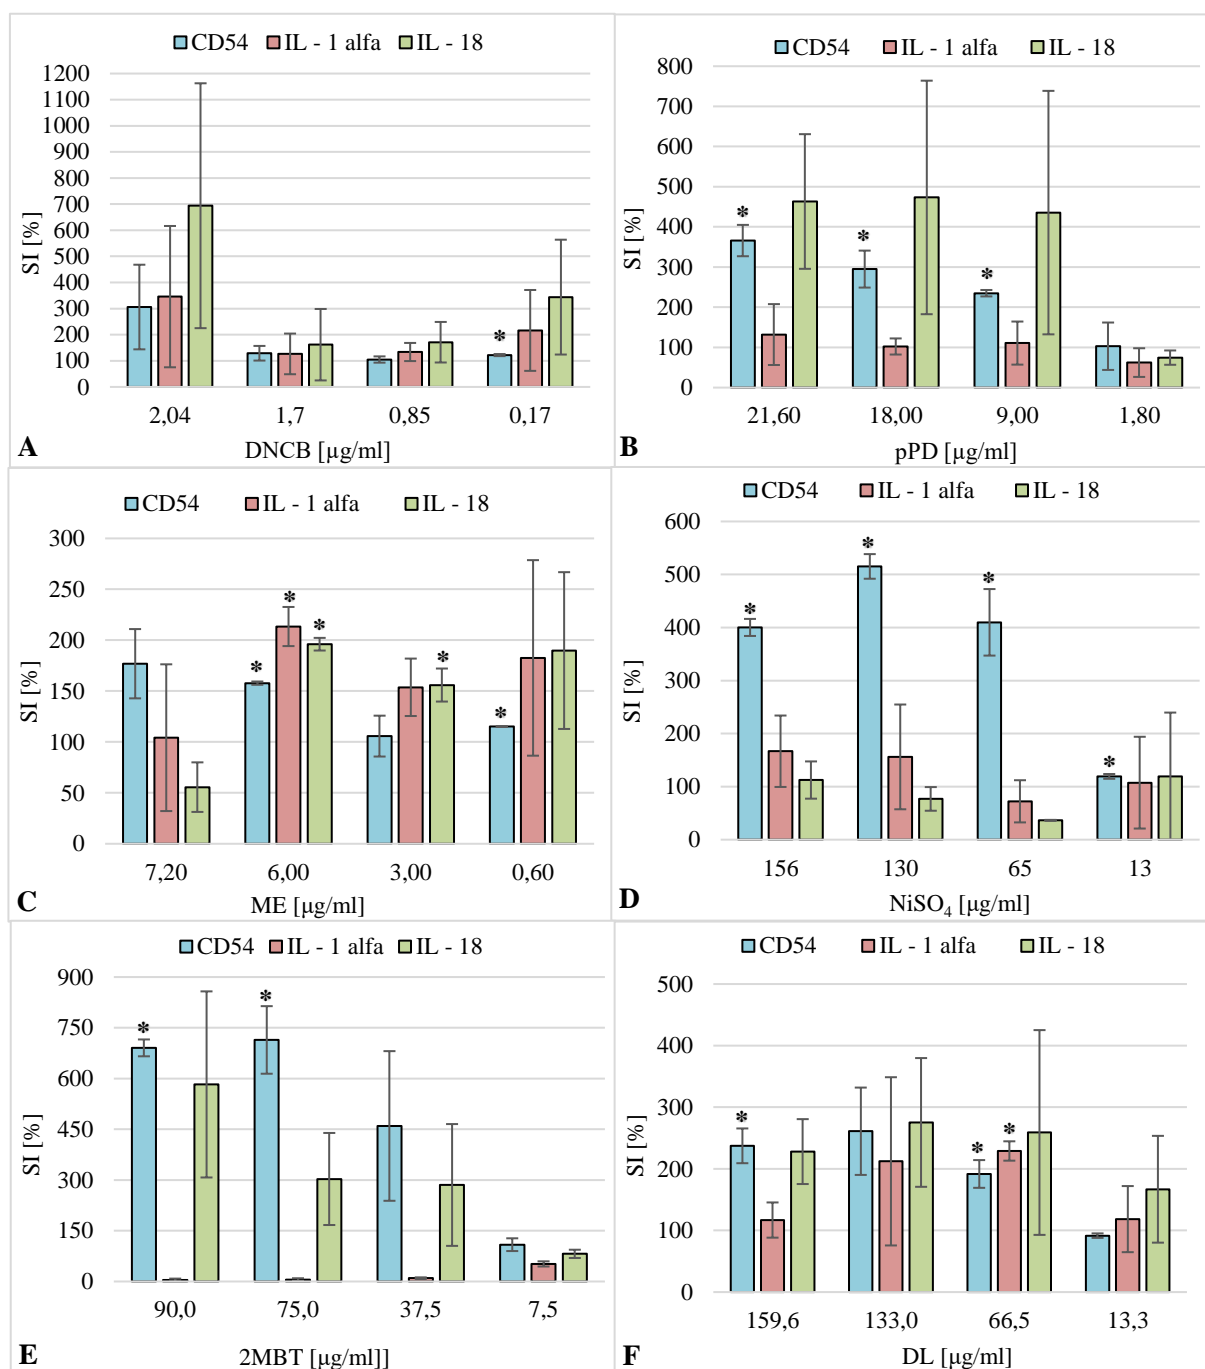 CD54 IL - 1 alfa IL - 18
1200
1100
1000
900
800
700
600
500
400
300
200
100
0
SI [%]
*
2,04 1,7 0,85 0,17
DNCB [µg/ml]
A
CD54 IL - 1 alfa IL - 18
800
700
600
500
400
300
200
100
0
SI [%]
* * *
21,60 18,00 9,00 1,80
pPD [µg/ml]
B
CD54 IL - 1 alfa IL - 18
300
250
200
150
100
50
0
SI [%]
* * * * *
7,20 6,00 3,00 0,60
ME [µg/ml]
C
CD54 IL - 1 alfa IL - 18
600
500
400
300
200
100
0
SI [%]
* * * *
156 130 65 13
NiSO₄ [µg/ml]
D
CD54 IL - 1 alfa IL - 18
900
750
600
450
300
150
0
SI [%]
* *
90,0 75,0 37,5 7,5
2MBT [µg/ml]]
E
CD54 IL - 1 alfa IL - 18
500
400
300
200
100
0
SI [%]
* * *
159,6 133,0 66,5 13,3
DL [µg/ml]
F